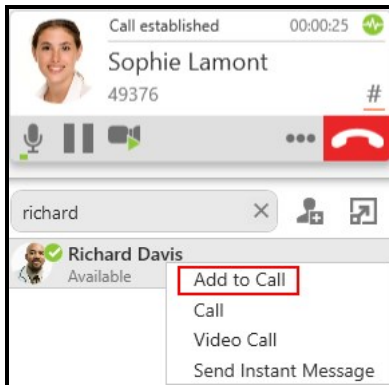 Call established 00:00:25
Sophie Lamont
49376 #
richard
Richard Davis
Available
Add to Call
Call
Video Call
Send Instant Message